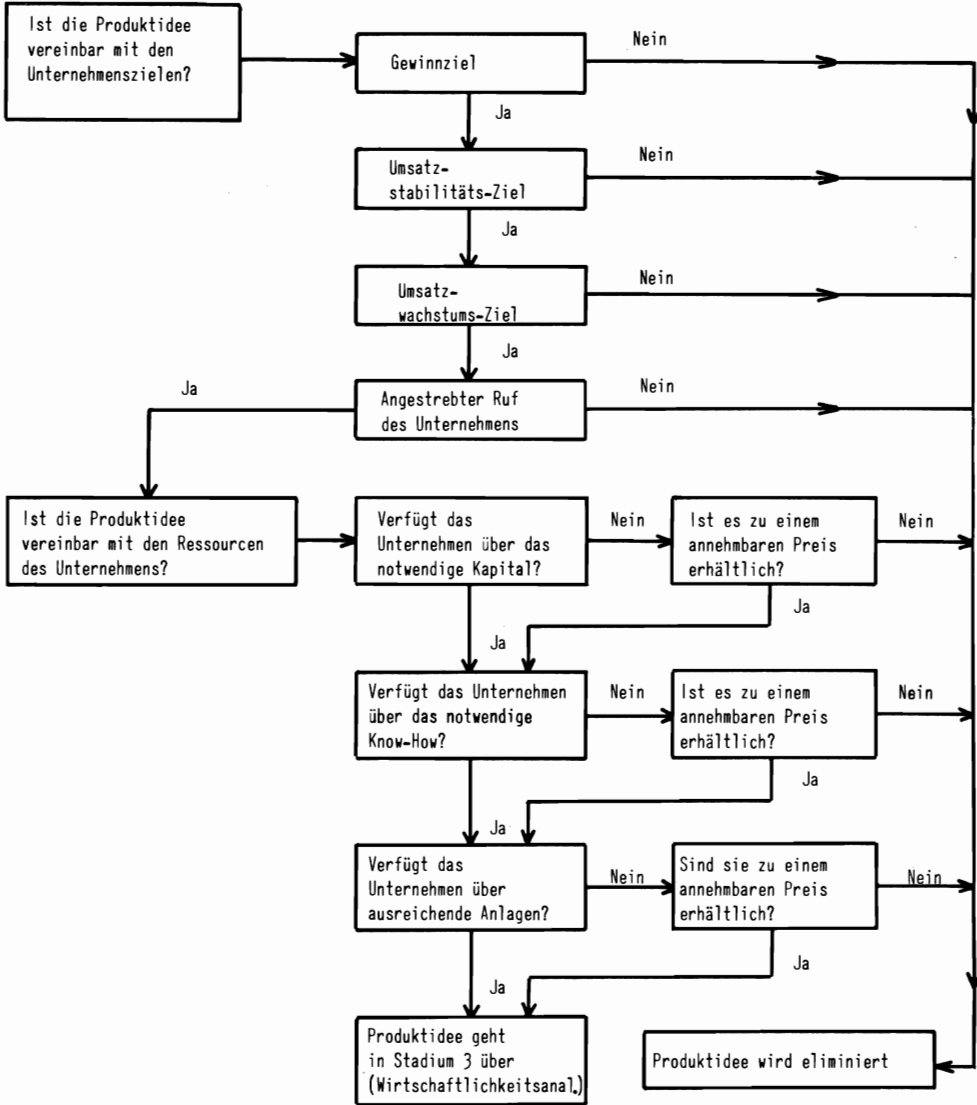 Ist die Produktidee
vereinbar mit den
Unternehmenszielen?
Gewinnziel
Nein
Ja
Umsatz-
stabilitäts-Ziel
Nein
Ja
Umsatz-
wachstums-Ziel
Nein
Ja
Angestrebter Ruf
des Unternehmens
Nein
Ja
Ist die Produktidee
vereinbar mit den Ressourcen
des Unternehmens?
Verfügt das
Unternehmen über das
notwendige Kapital?
Nein
Ist es zu einem
annehmbaren Preis
erhältlich?
Nein
Ja
Ja
Verfügt das Unternehmen
über das notwendige
Know-How?
Nein
Ist es zu einem
annehmbaren Preis
erhältlich?
Nein
Ja
Ja
Verfügt das
Unternehmen über
ausreichende Anlagen?
Nein
Sind sie zu einem
annehmbaren Preis
erhältlich?
Nein
Ja
Ja
Produktidee geht
in Stadium 3 über
(Wirtschaftlichkeitsanal.)
Produktidee wird eliminiert